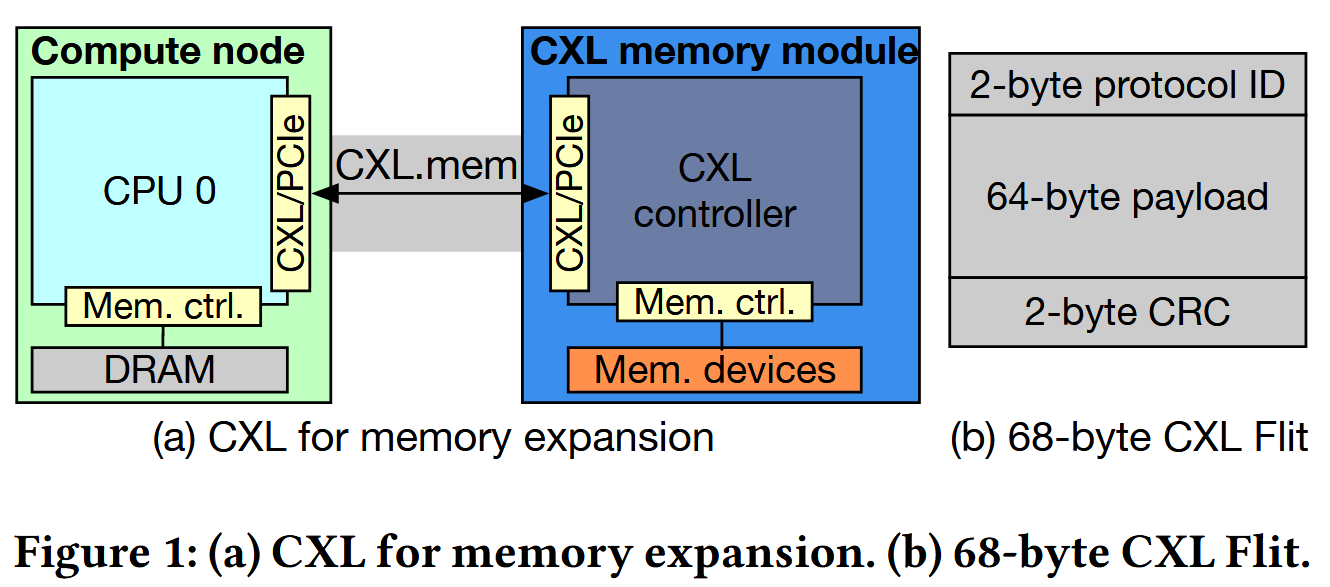 Compute node
CPU 0
CXL/PCIe
Mem. ctrl.
DRAM
CXL.mem
CXL memory module
CXL/PCIe
CXL
controller
Mem. ctrl.
Mem. devices
(a) CXL for memory expansion
2-byte protocol ID
64-byte payload
2-byte CRC
(b) 68-byte CXL Flit
Figure 1: (a) CXL for memory expansion. (b) 68-byte CXL Flit.